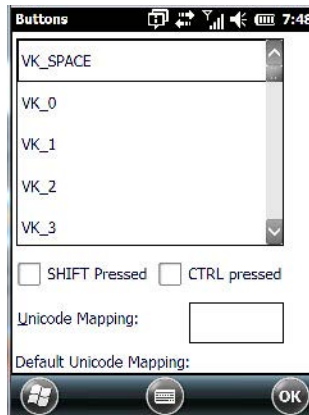 Buttons 7:48
VK_SPACE
VK_0
VK_1
VK_2
VK_3
SHIFT Pressed CTRL pressed
Unicode Mapping:
Default Unicode Mapping:
OK